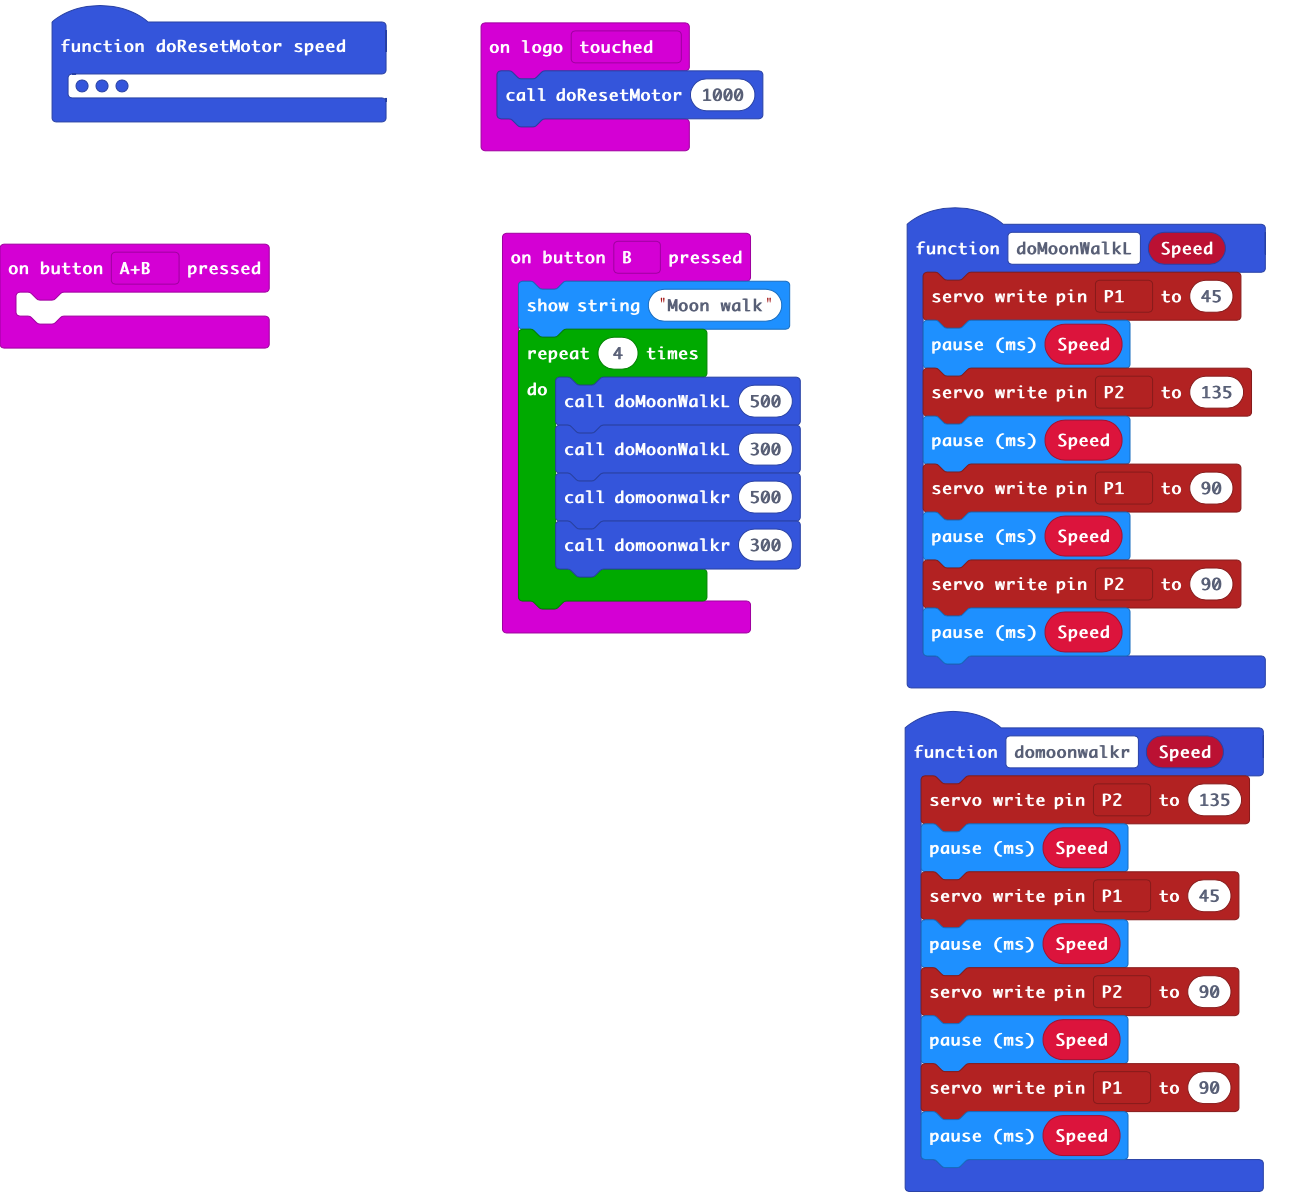 function doResetMotor speed
on logo touched
call doResetMotor 1000
on button A+B pressed
on button B pressed
show string "Moon walk"
repeat 4 times
do
call doMoonWalkL 500
call doMoonWalkL 300
call domoonwalkr 500
call domoonwalkr 300
function doMoonWalkL Speed
servo write pin P1 to 45
pause (ms) Speed
servo write pin P2 to 135
pause (ms) Speed
servo write pin P1 to 90
pause (ms) Speed
servo write pin P2 to 90
pause (ms) Speed
function domoonwalkr Speed
servo write pin P2 to 135
pause (ms) Speed
servo write pin P1 to 45
pause (ms) Speed
servo write pin P2 to 90
pause (ms) Speed
servo write pin P1 to 90
pause (ms) Speed